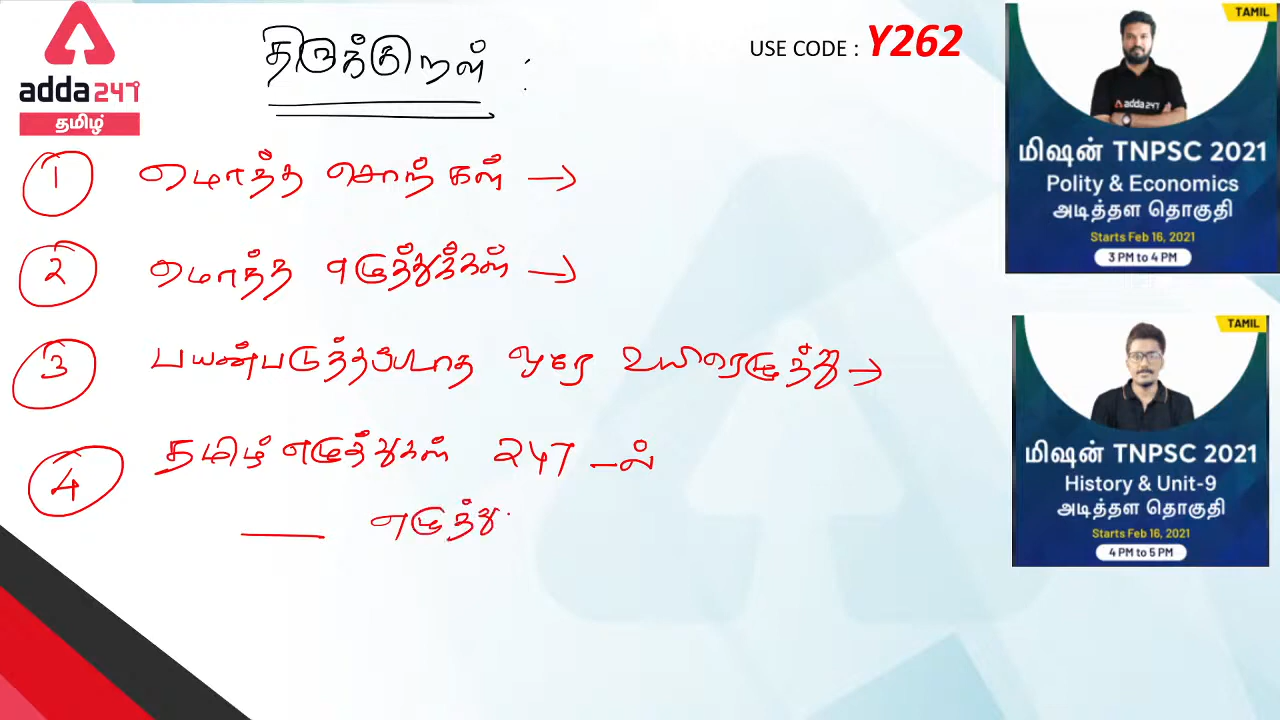 adda247
தமிழ்
திருக்குறள் :
USE CODE : Y262
1 மொத்த சொற்கள் →
2 மொத்த எழுத்துக்கள் →
3 பயன்படுத்தப்படாத ஒரே உயிரெழுத்து →
4 தமிழ் எழுத்துகள் 247 -ல்
___ எழுத்து
TAMIL
adda247
மிஷன் TNPSC 2021
Polity & Economics
அடித்தள தொகுதி
Starts Feb 16, 2021
3 PM to 4 PM
TAMIL
மிஷன் TNPSC 2021
History & Unit-9
அடித்தள தொகுதி
Starts Feb 16, 2021
4 PM to 5 PM